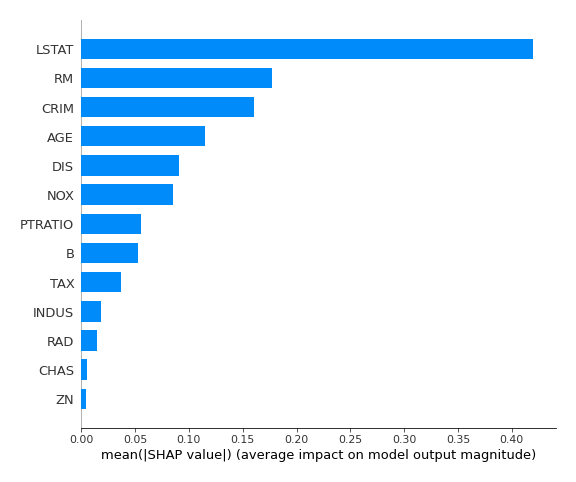 LSTAT
RM
CRIM
AGE
DIS
NOX
PTRATIO
B
TAX
INDUS
RAD
CHAS
ZN
0.00 0.05 0.10 0.15 0.20 0.25 0.30 0.35 0.40
mean(|SHAP value|) (average impact on model output magnitude)